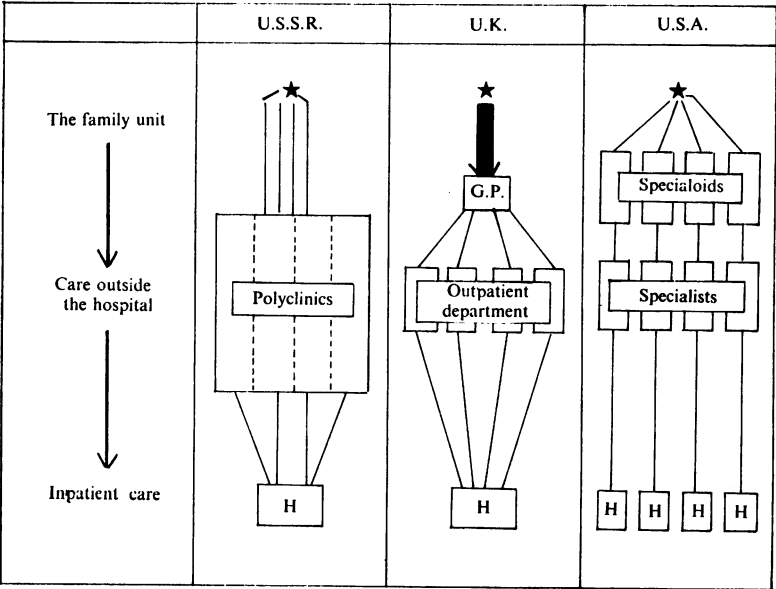 U.S.S.R.
U.K.
U.S.A.
The family unit
G.P.
Specialoids
Care outside
the hospital
Polyclinics
Outpatient
department
Specialists
Inpatient care
H
H
H
H
H
H